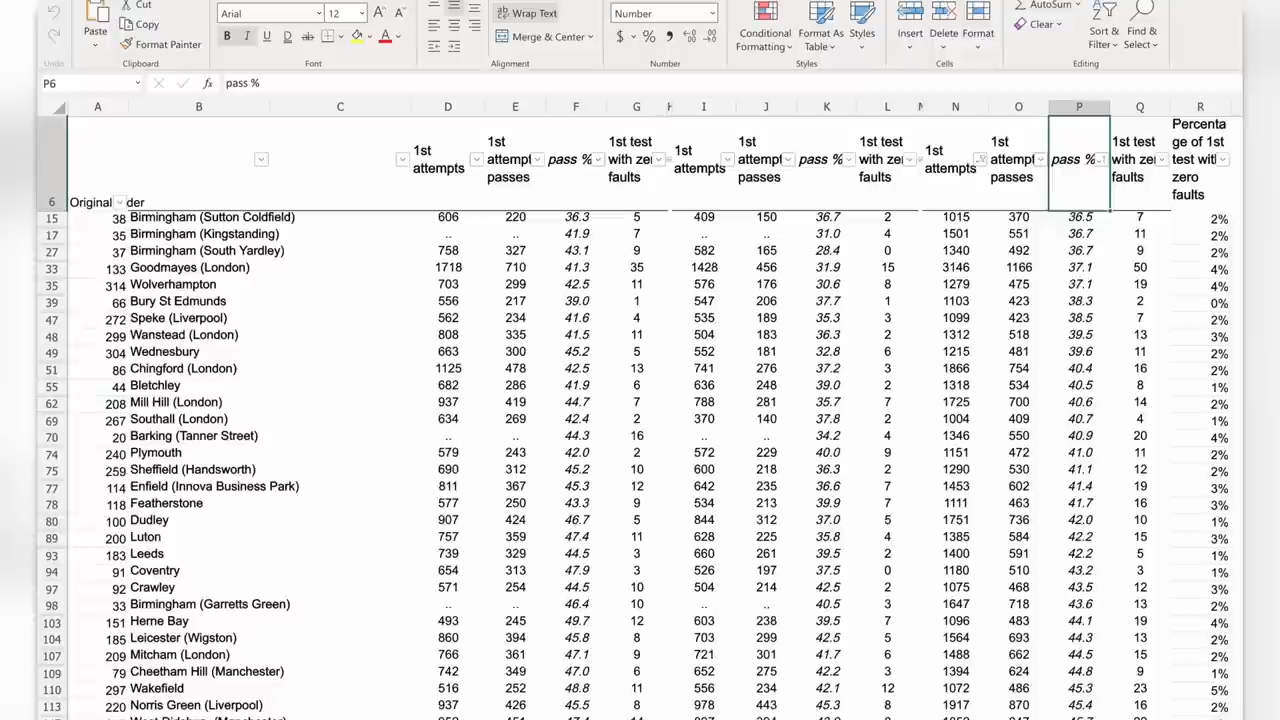 Cut
Arial 12 A A Wrap Text Number AutoSum
Paste Copy B I U D ab A Merge & Center $ % Conditional Formatting Format As Table Styles Insert Delete Format Clear Sort & Filter Find & Select
Format Painter
Undo Clipboard Font Alignment Number Styles Cells Editing
P6 fx pass %
A B C D E F G H I J K L M N O P Q R
6 Original der 1st attempts 1st attempt passes pass % 1st test with zer faults 1st attempts 1st attempt passes pass % 1st test with zer faults 1st attempts 1st attempt passes pass % 1st test with zer faults Percenta ge of 1st test wit zero faults
15 38 Birmingham (Sutton Coldfield) 606 220 36.3 5 409 150 36.7 2 1015 370 36.5 7 2%
17 35 Birmingham (Kingstanding) .. .. 41.9 7 .. .. 31.0 4 1501 551 36.7 11 2%
27 37 Birmingham (South Yardley) 758 327 43.1 9 582 165 28.4 0 1340 492 36.7 9 2%
33 133 Goodmayes (London) 1718 710 41.3 35 1428 456 31.9 15 3146 1166 37.1 50 4%
35 314 Wolverhampton 703 299 42.5 11 576 176 30.6 8 1279 475 37.1 19 4%
39 66 Bury St Edmunds 556 217 39.0 1 547 206 37.7 1 1103 423 38.3 2 0%
47 272 Speke (Liverpool) 562 234 41.6 4 535 189 35.3 3 1099 423 38.5 7 2%
48 299 Wanstead (London) 808 335 41.5 11 504 183 36.3 2 1312 518 39.5 13 3%
49 304 Wednesbury 663 300 45.2 5 552 181 32.8 6 1215 481 39.6 11 2%
51 86 Chingford (London) 1125 478 42.5 13 741 276 37.2 3 1866 754 40.4 16 2%
55 44 Bletchley 682 286 41.9 6 636 248 39.0 2 1318 534 40.5 8 1%
62 208 Mill Hill (London) 937 419 44.7 7 788 281 35.7 7 1725 700 40.6 14 2%
69 267 Southall (London) 634 269 42.4 2 370 140 37.8 2 1004 409 40.7 4 1%
70 20 Barking (Tanner Street) .. .. 44.3 16 .. .. 34.2 4 1346 550 40.9 20 4%
74 240 Plymouth 579 243 42.0 2 572 229 40.0 9 1151 472 41.0 11 2%
75 259 Sheffield (Handsworth) 690 312 45.2 10 600 218 36.3 2 1290 530 41.1 12 2%
77 114 Enfield (Innova Business Park) 811 367 45.3 12 642 235 36.6 7 1453 602 41.4 19 3%
78 118 Featherstone 577 250 43.3 9 534 213 39.9 7 1111 463 41.7 16 3%
80 100 Dudley 907 424 46.7 5 844 312 37.0 5 1751 736 42.0 10 1%
89 200 Luton 757 359 47.4 11 628 225 35.8 4 1385 584 42.2 15 3%
93 183 Leeds 739 329 44.5 3 660 261 39.5 2 1400 591 42.2 5 1%
94 91 Coventry 654 313 47.9 3 526 197 37.5 0 1180 510 43.2 3 1%
97 92 Crawley 571 254 44.5 10 504 214 42.5 2 1075 468 43.5 12 3%
98 33 Birmingham (Garretts Green) .. .. 46.4 10 .. .. 40.5 3 1647 718 43.6 13 2%
103 151 Herne Bay 493 245 49.7 12 603 238 39.5 7 1096 483 44.1 19 4%
104 185 Leicester (Wigston) 860 394 45.8 8 703 299 42.5 5 1564 693 44.3 13 2%
107 209 Mitcham (London) 766 361 47.1 9 721 301 41.7 6 1488 662 44.5 15 2%
109 79 Cheetham Hill (Manchester) 742 349 47.0 6 652 275 42.2 3 1394 624 44.8 9 1%
110 297 Wakefield 516 252 48.8 11 556 234 42.1 12 1072 486 45.3 23 5%
113 220 Norris Green (Liverpool) 937 426 45.5 8 978 443 45.3 8 1917 870 45.4 16 2%